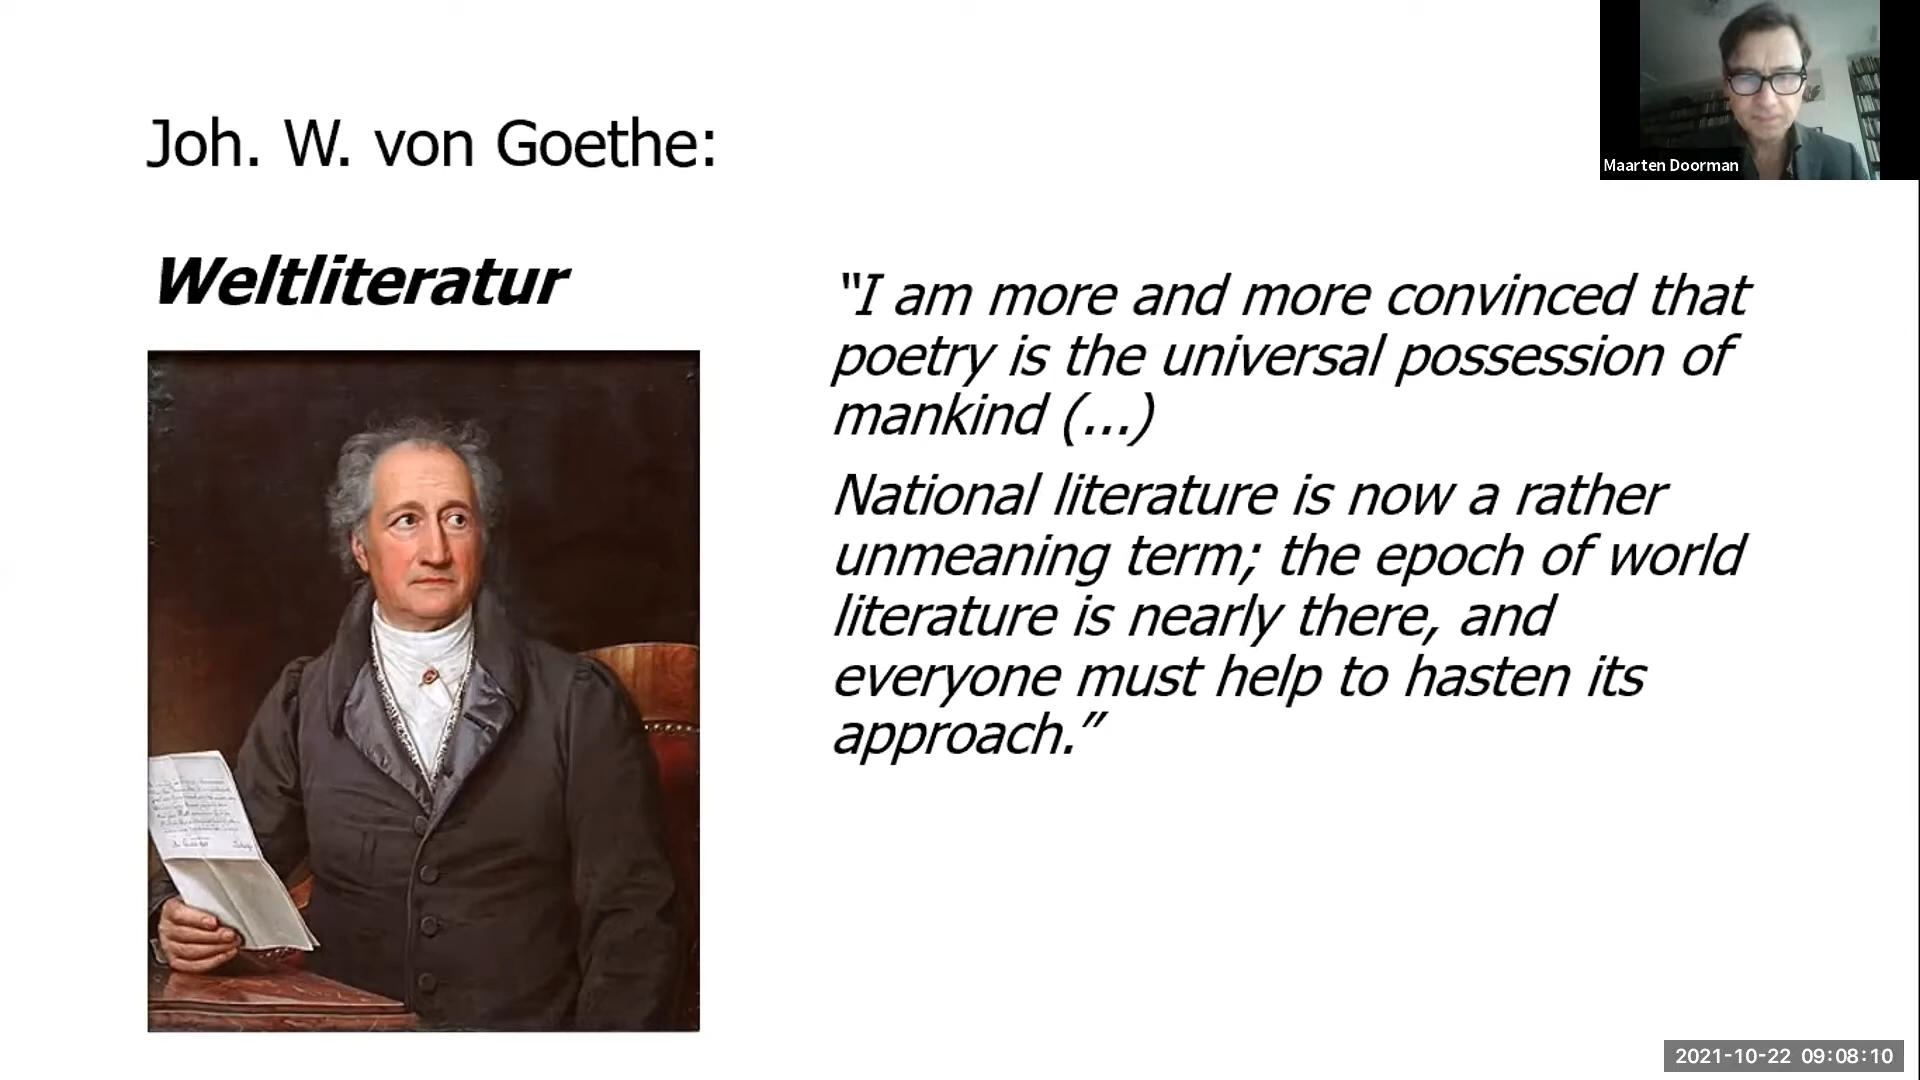 Joh. W. von Goethe:
Weltliteratur
“I am more and more convinced that
poetry is the universal possession of
mankind (...)
National literature is now a rather
unmeaning term; the epoch of world
literature is nearly there, and
everyone must help to hasten its
approach.”
Maarten Doorman
2021-10-22 09:08:10